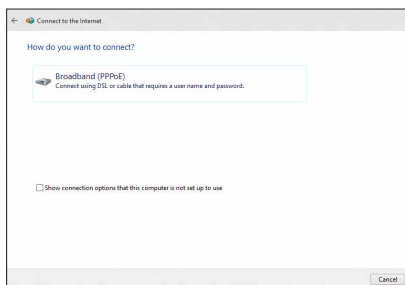 Connect to the Internet
How do you want to connect?
Broadband (PPPoE)
Connect using DSL or cable that requires a user name and password.
Show connection options that this computer is not set up to use
Cancel